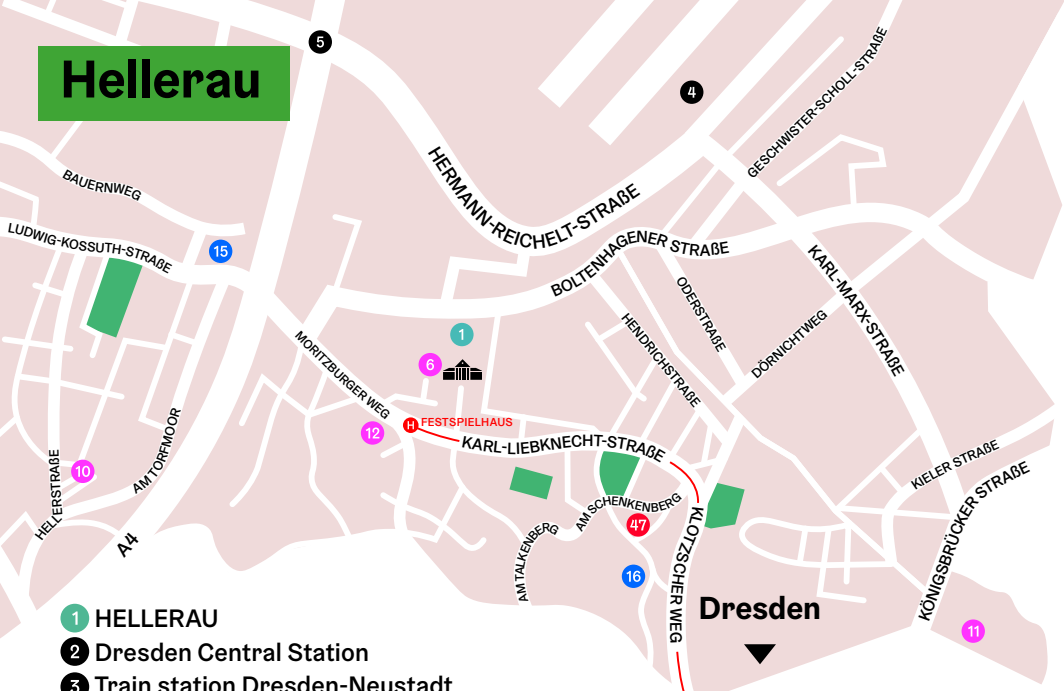 5
Hellerau
4
GESCHWISTER-SCHOLL-STRAßE
HERMANN-REICHELT-STRAßE
BAUERNWEG
LUDWIG-KOSSUTH-STRAßE
15
BOLTENHAGENER STRAßE
KARL-MARX-STRAßE
ODERSTRAßE
HENDRICHSTRAßE
DÖRNICHTWEG
1
6
MORITZBURGER WEG
12
H FESTSPIELHAUS
KARL-LIEBKNECHT-STRAßE
AM TORFMOOR
10
HELLERSTRAßE
A4
KIELER STRAßE
KÖNIGSBRÜCKER STRAßE
AM SCHENKENBERG
47
AM TALKENBERG
16
KLOTZSCHER WEG
Dresden
11
1 HELLERAU
2 Dresden Central Station
3 Train station Dresden-Neustadt